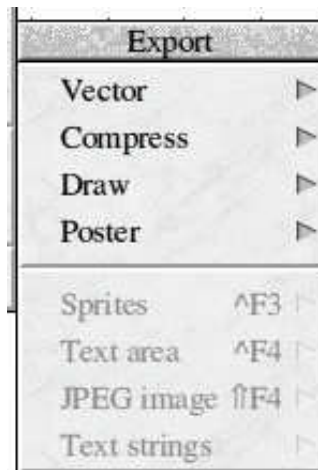 Export
Vector
Compress
Draw
Poster
Sprites ^F3
Text area ^F4
JPEG image ⇑F4
Text strings